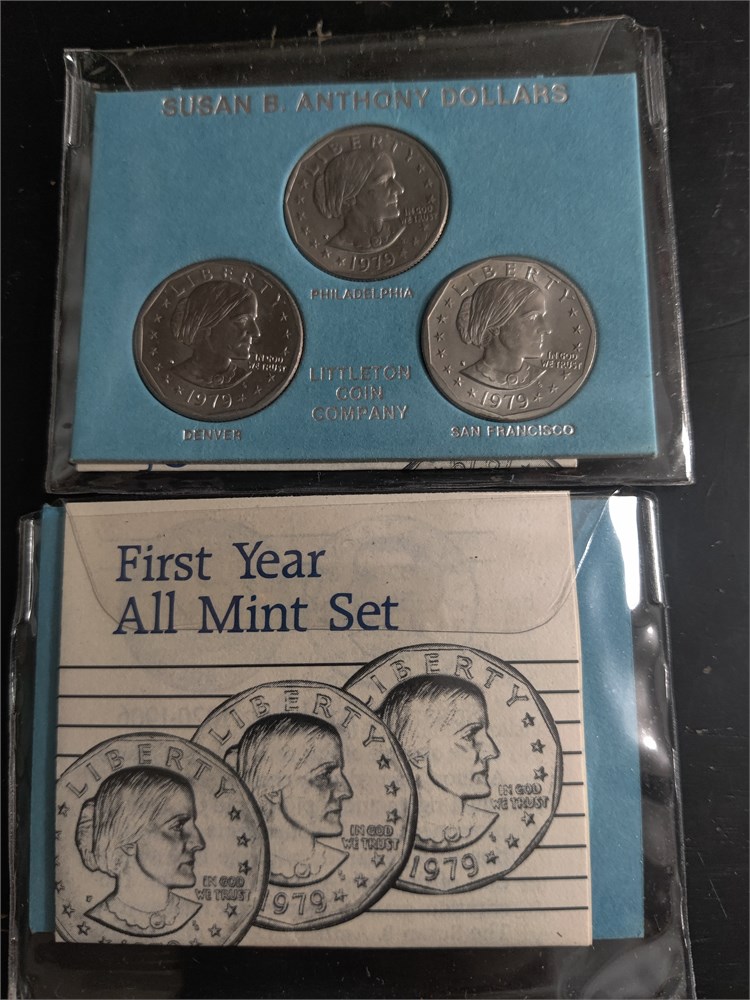 SUSAN B. ANTHONY DOLLARS
LIBERTY
IN GOD
WE TRUST
1979
PHILADELPHIA
LIBERTY
IN GOD
WE TRUST
1979
DENVER
LITTLETON
COIN
COMPANY
LIBERTY
IN GOD
WE TRUST
1979
SAN FRANCISCO
First Year
All Mint Set
LIBERTY
IN GOD
WE TRUST
LIBERTY
IN GOD
WE TRUST
1979
LIBERTY
IN GOD
WE TRUST
1979